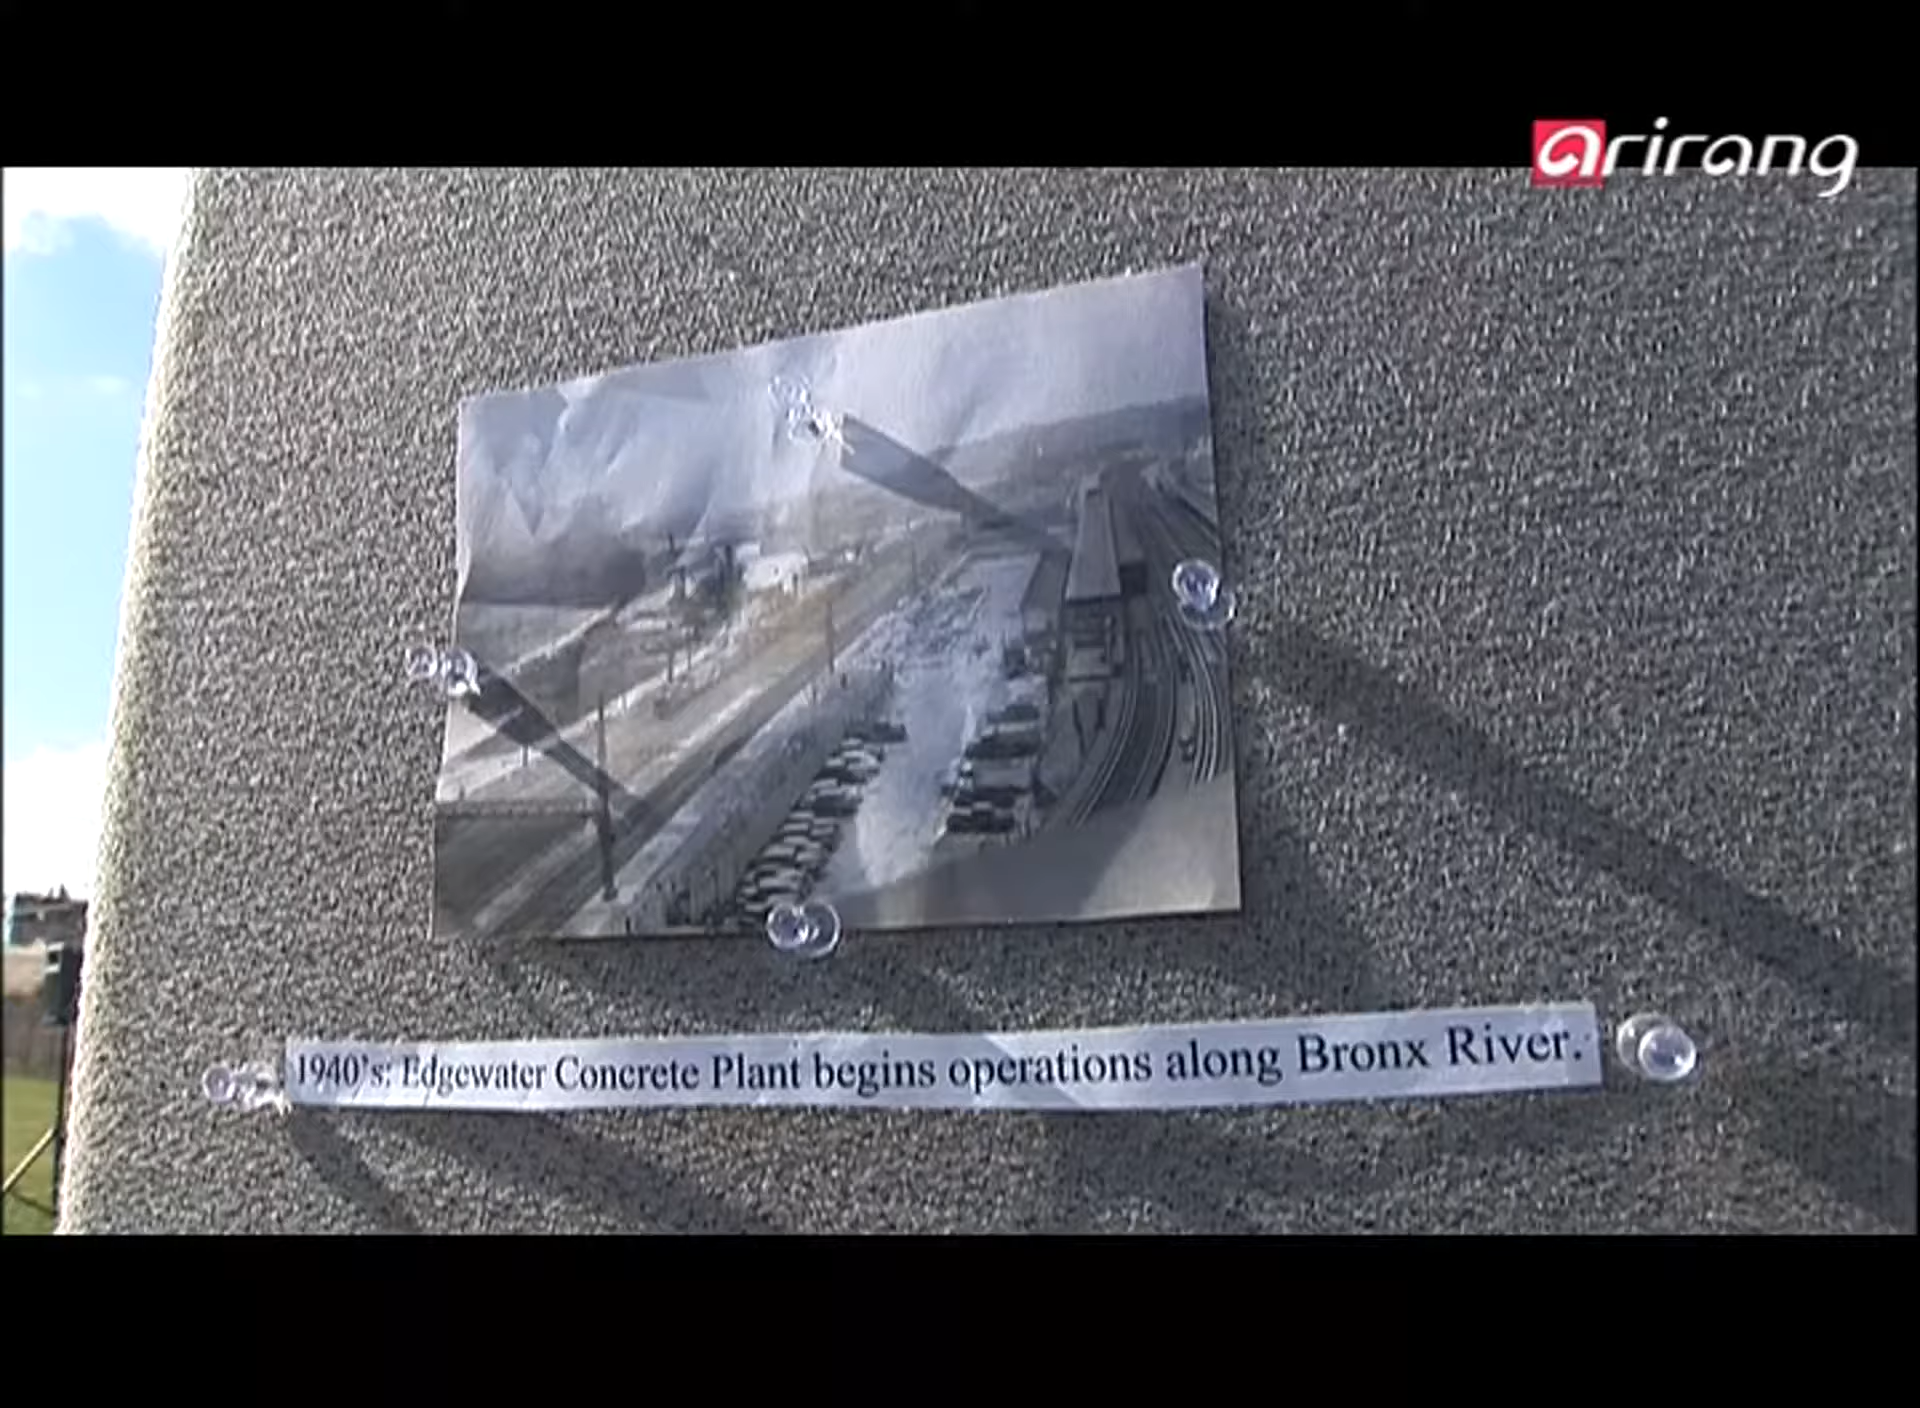 arirang
1940's: Edgewater Concrete Plant begins operations along Bronx River.